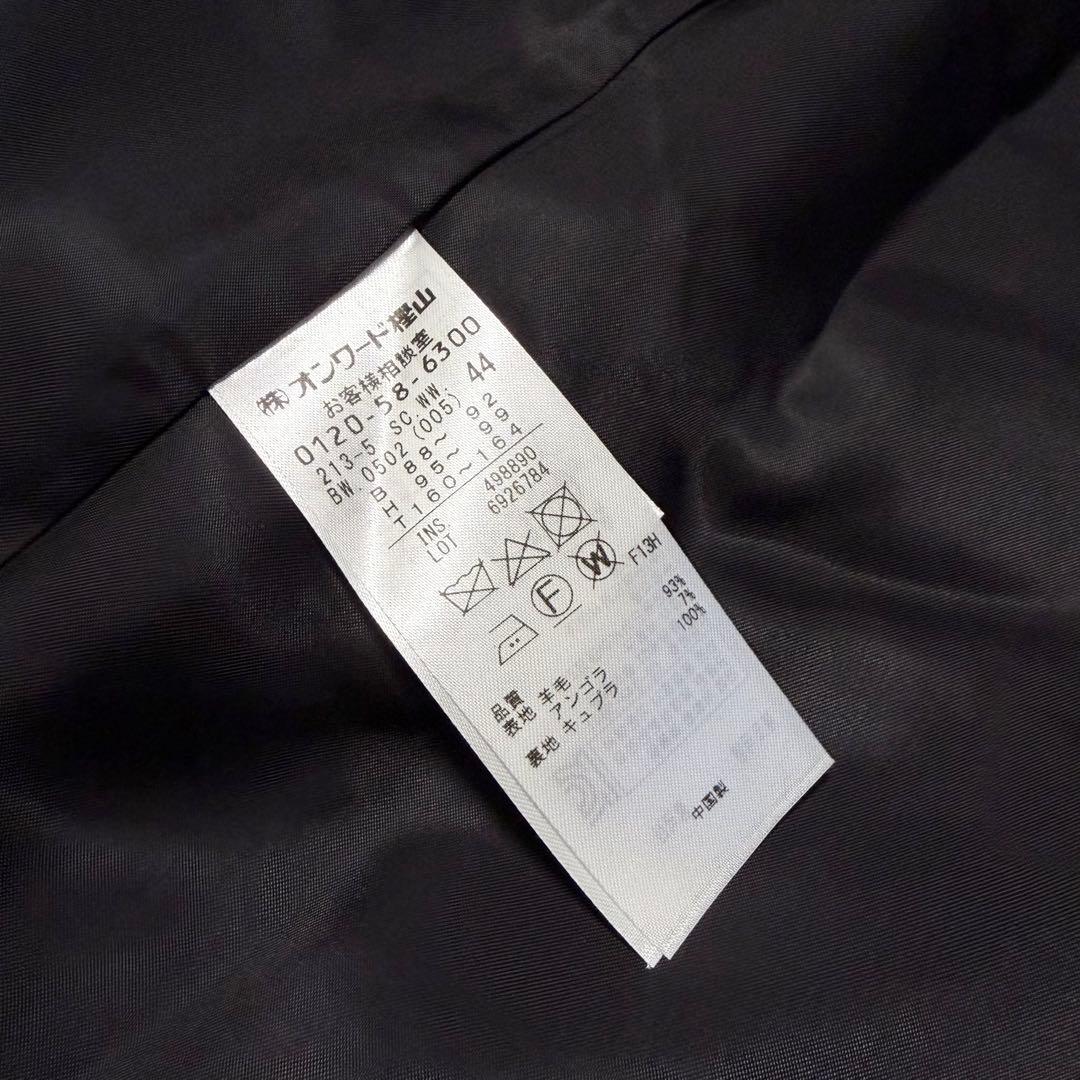 ㈱オンワード樫山
お客様相談室
0120-58-6300
213-5 SC.WW. 44
BW 0502 (005)
B 88～ 92
H 95～ 99
T 160～164
INS. 498890
LOT 6926784
F W F13H
品質
表地 羊毛 93%
アンゴラ 7%
裏地 キュプラ 100%
中国製